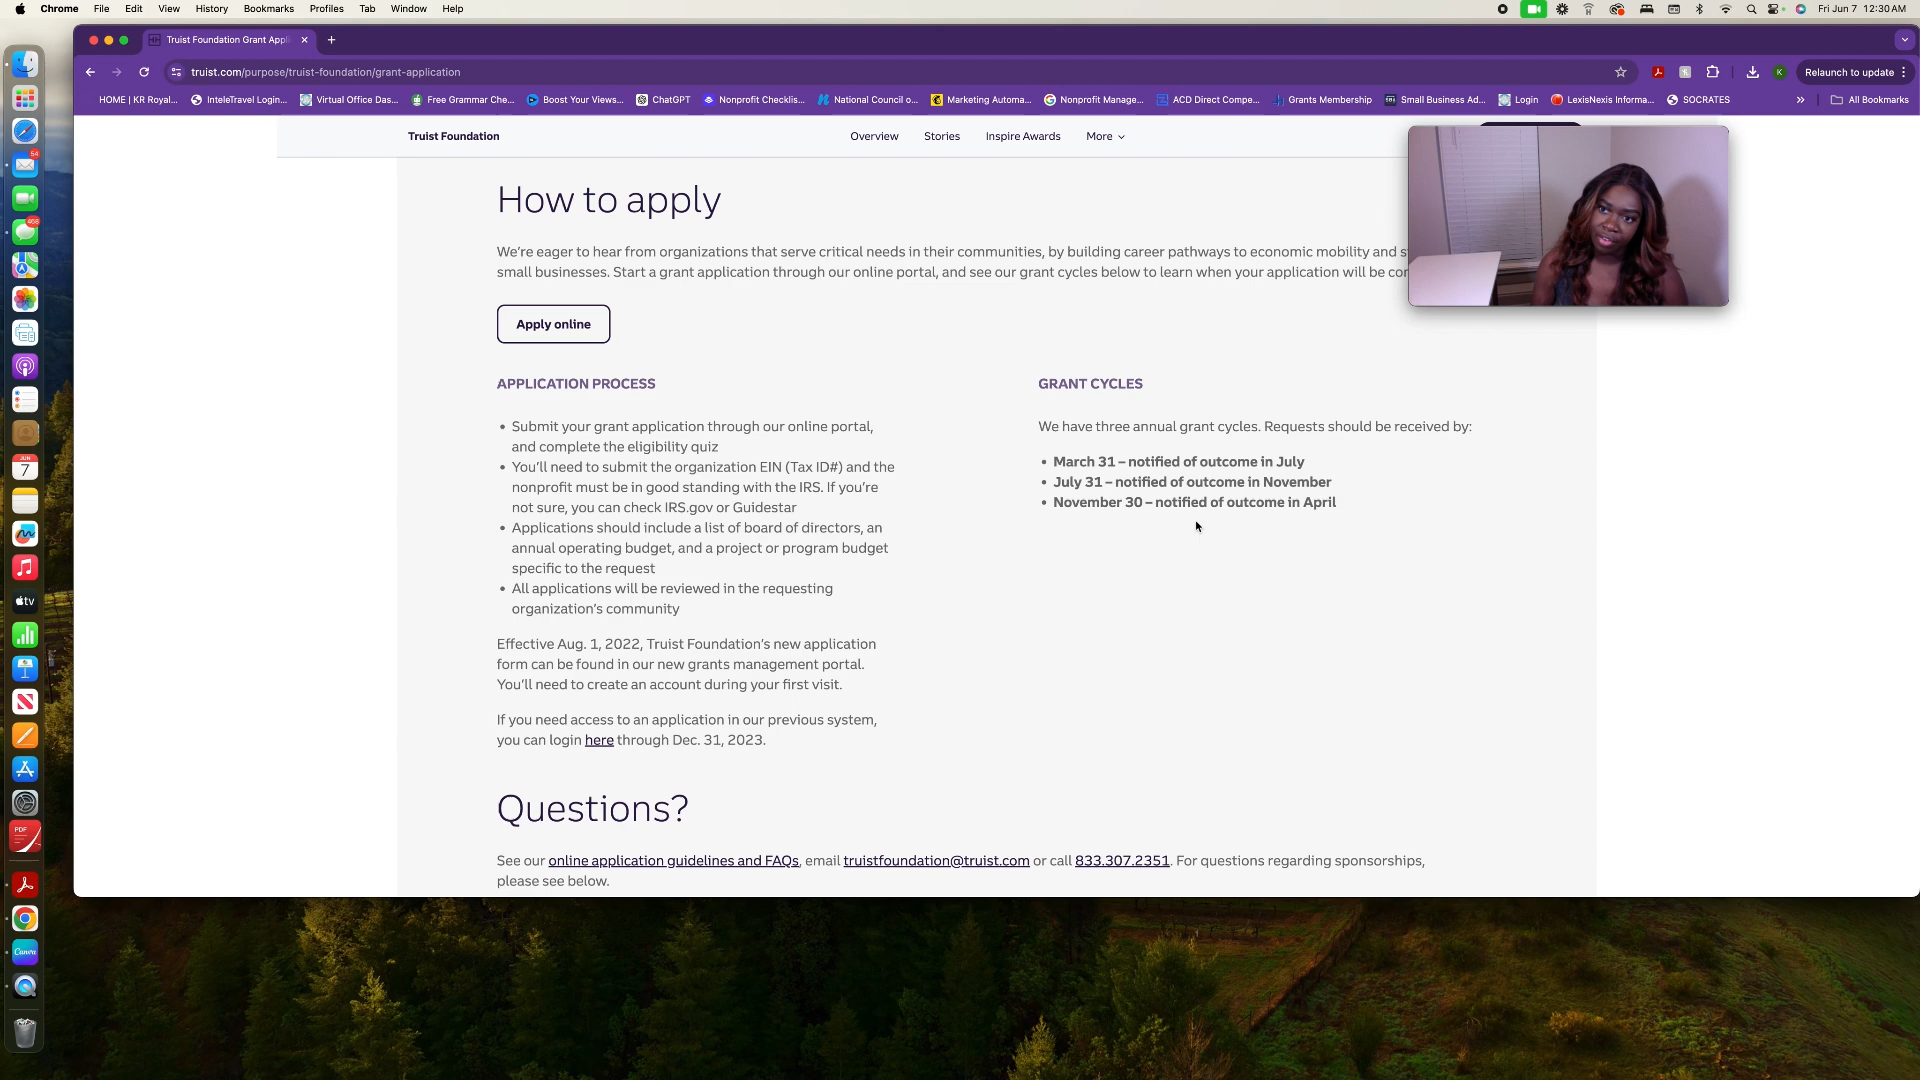 Chrome File Edit View History Bookmarks Profiles Tab Window Help
Fri Jun 7 12:30 AM
Truist Foundation Grant Appli
truist.com/purpose/truist-foundation/grant-application
Relaunch to update
HOME | KR Royal... InteleTravel Login... Virtual Office Das... Free Grammar Che... Boost Your Views... ChatGPT Nonprofit Checklis... National Council o... Marketing Automa... Nonprofit Manage... ACD Direct Compe... Grants Membership Small Business Ad... Login LexisNexis Informa... SOCRATES All Bookmarks
Truist Foundation Overview Stories Inspire Awards More
How to apply
We're eager to hear from organizations that serve critical needs in their communities, by building career pathways to economic mobility and
small businesses. Start a grant application through our online portal, and see our grant cycles below to learn when your application will be
Apply online
APPLICATION PROCESS
• Submit your grant application through our online portal,
and complete the eligibility quiz
• You'll need to submit the organization EIN (Tax ID#) and the
nonprofit must be in good standing with the IRS. If you're
not sure, you can check IRS.gov or Guidestar
• Applications should include a list of board of directors, an
annual operating budget, and a project or program budget
specific to the request
• All applications will be reviewed in the requesting
organization's community
Effective Aug. 1, 2022, Truist Foundation's new application
form can be found in our new grants management portal.
You'll need to create an account during your first visit.
If you need access to an application in our previous system,
you can login here through Dec. 31, 2023.
GRANT CYCLES
We have three annual grant cycles. Requests should be received by:
• March 31 – notified of outcome in July
• July 31 – notified of outcome in November
• November 30 – notified of outcome in April
Questions?
See our online application guidelines and FAQs, email truistfoundation@truist.com or call 833.307.2351. For questions regarding sponsorships,
please see below.
54
468
JUN
7
tv
PDF
Canva
K